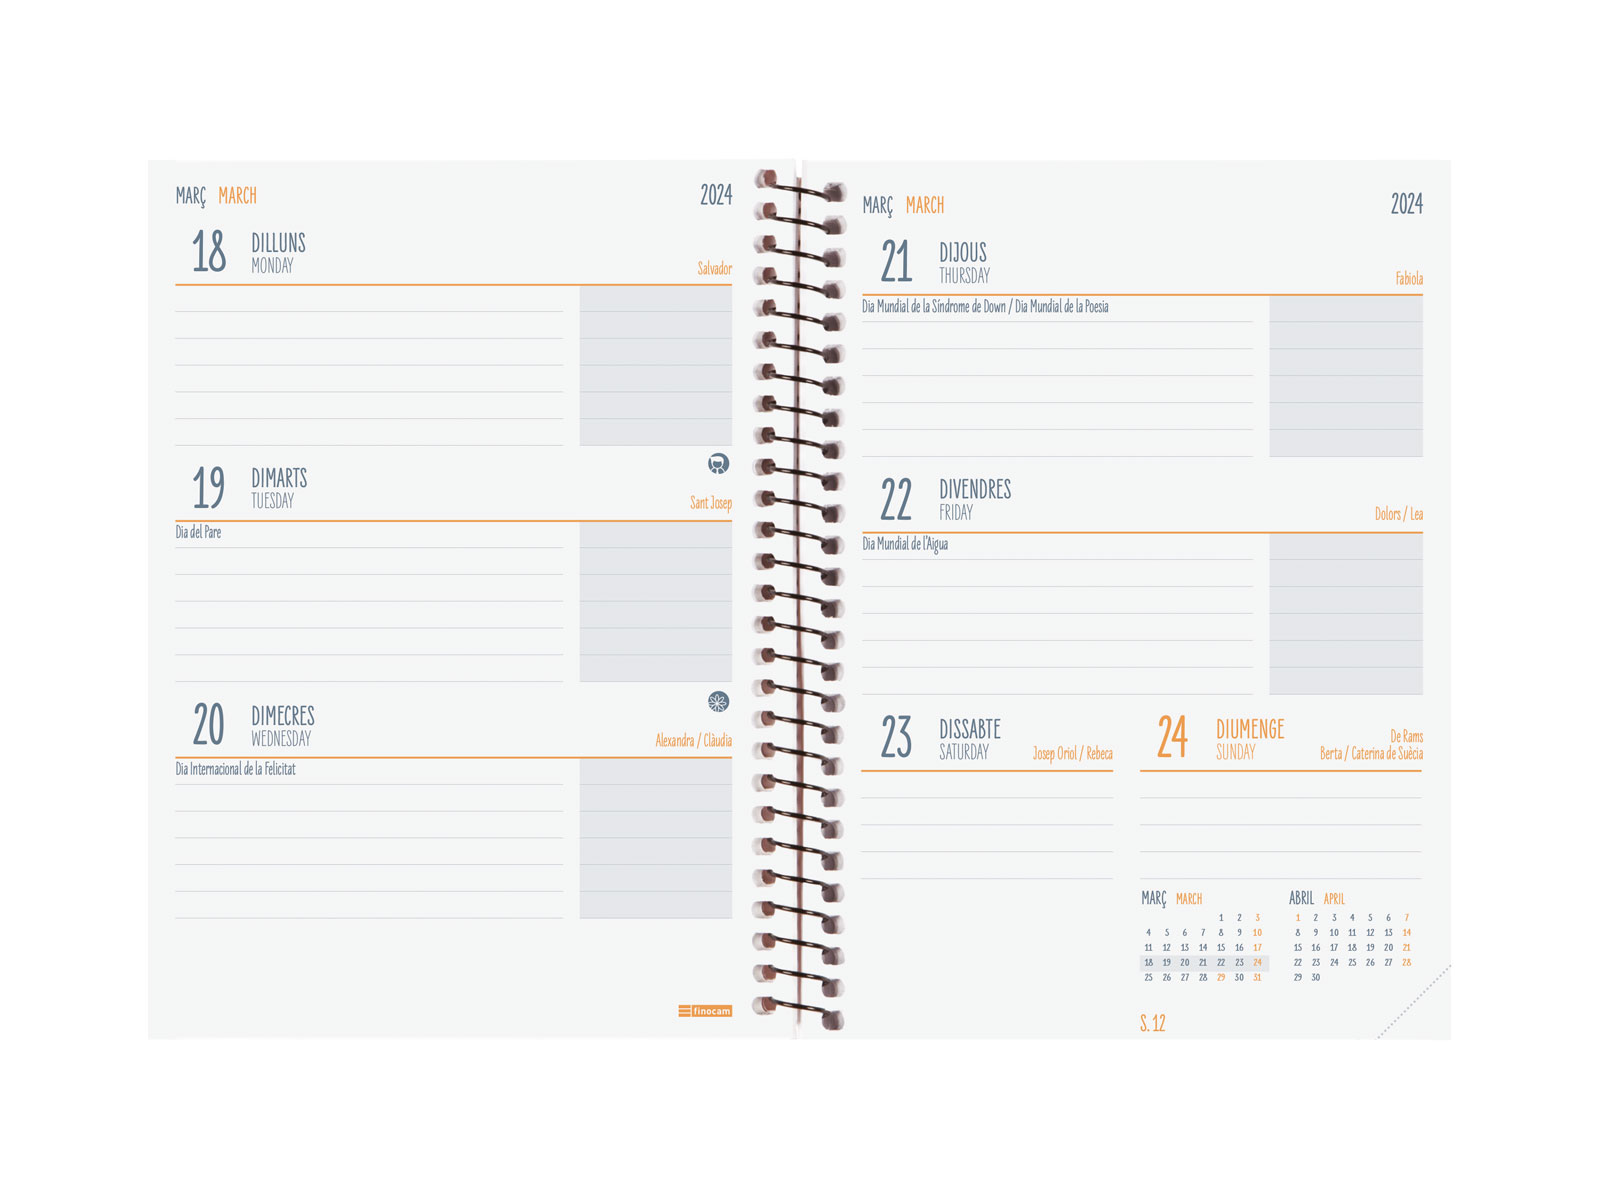 MARÇ MARCH 2024
18 DILLUNS
MONDAY
Salvador
19 DIMARTS
TUESDAY
Sant Josep
Dia del Pare
20 DIMECRES
WEDNESDAY
Alexandra / Clàudia
Dia Internacional de la Felicitat
finocam
MARÇ MARCH 2024
21 DIJOUS
THURSDAY
Fabiola
Dia Mundial de la Síndrome de Down / Dia Mundial de la Poesia
22 DIVENDRES
FRIDAY
Dolors / Lea
Dia Mundial de l'Aigua
23 DISSABTE
SATURDAY
Josep Oriol / Rebeca
24 DIUMENGE
SUNDAY
De Rams
Berta / Caterina de Suècia
MARÇ MARCH
1 2 3
4 5 6 7 8 9 10
11 12 13 14 15 16 17
18 19 20 21 22 23 24
25 26 27 28 29 30 31
ABRIL APRIL
1 2 3 4 5 6 7
8 9 10 11 12 13 14
15 16 17 18 19 20 21
22 23 24 25 26 27 28
29 30
S. 12